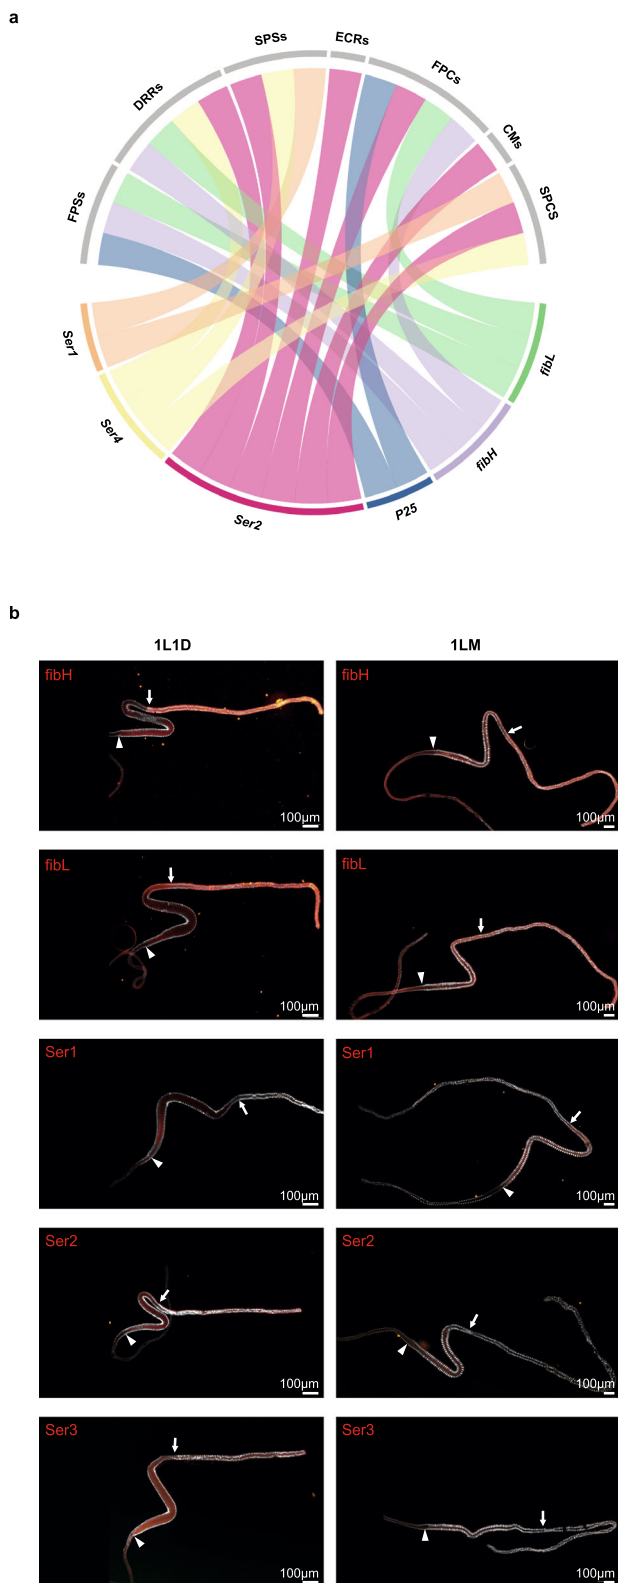 a
SPSs
ECRs
DRRs
FPCs
CMs
FPSs
SPCS
Ser1
fibL
Ser4
fibH
Ser2
P25
b
1L1D
1LM
fibH
100μm
fibH
100μm
fibL
100μm
fibL
100μm
Ser1
100μm
Ser1
100μm
Ser2
100μm
Ser2
100μm
Ser3
100μm
Ser3
100μm